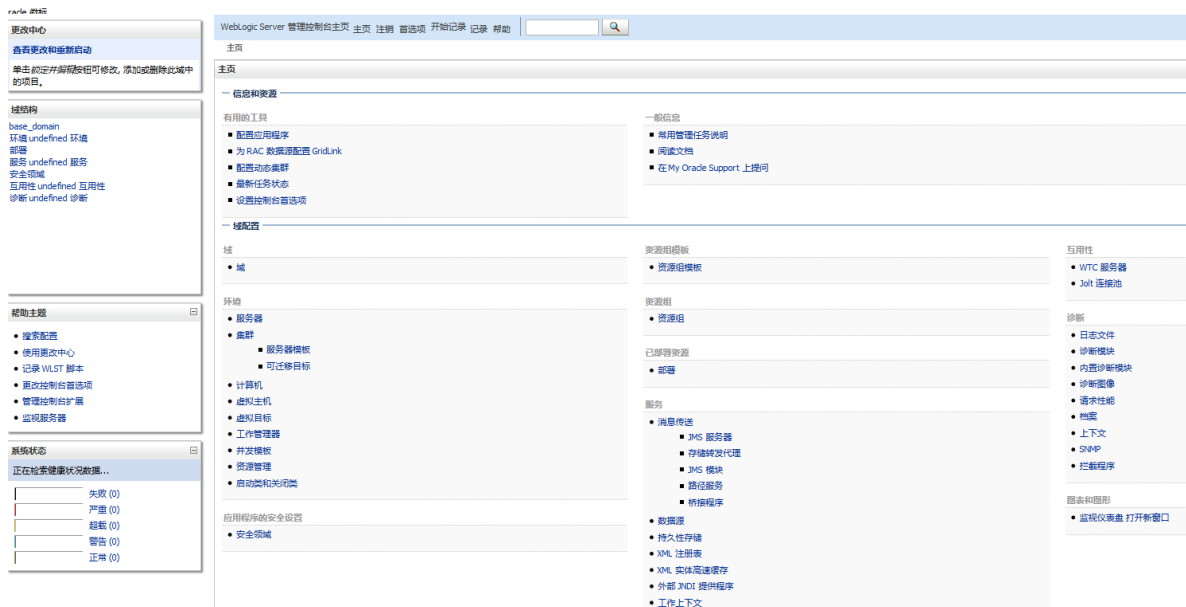 更改中心
查看更改和重新启动
单击锁定并编辑按钮可修改, 添加或删除此域中
的项目。
域结构
base_domain
环境 undefined 环境
部署
服务 undefined 服务
安全领域
互用性 undefined 互用性
诊断 undefined 诊断
帮助主题
搜索配置
使用更改中心
记录 WLST 脚本
更改控制台首选项
管理控制台扩展
监视服务器
系统状态
正在检索健康状况数据...
失败 (0)
严重 (0)
超载 (0)
警告 (0)
正常 (0)
WebLogic Server 管理控制台主页 主页 注销 首选项 开始记录 记录 帮助
主页
主页
信息和资源
有用的工具
配置应用程序
为 RAC 数据源配置 GridLink
配置动态集群
最新任务状态
设置控制台首选项
一般信息
常用管理任务说明
阅读文档
在 My Oracle Support 上提问
域配置
域
域
环境
服务器
集群
服务器模板
可迁移目标
计算机
虚拟主机
虚拟目标
工作管理器
并发模板
资源管理
启动类和关闭类
应用程序的安全设置
安全领域
资源组模板
资源组模板
资源组
资源组
已部署资源
部署
服务
消息传送
JMS 服务器
存储转发代理
JMS 模块
路径服务
桥接程序
数据源
持久性存储
XML 注册表
XML 实体高速缓存
外部 JNDI 提供程序
工作上下文
互用性
WTC 服务器
Jolt 连接池
诊断
日志文件
诊断模块
内置诊断模块
诊断图像
请求性能
档案
上下文
SNMP
拦截程序
图表和图形
监视仪表盘 打开新窗口